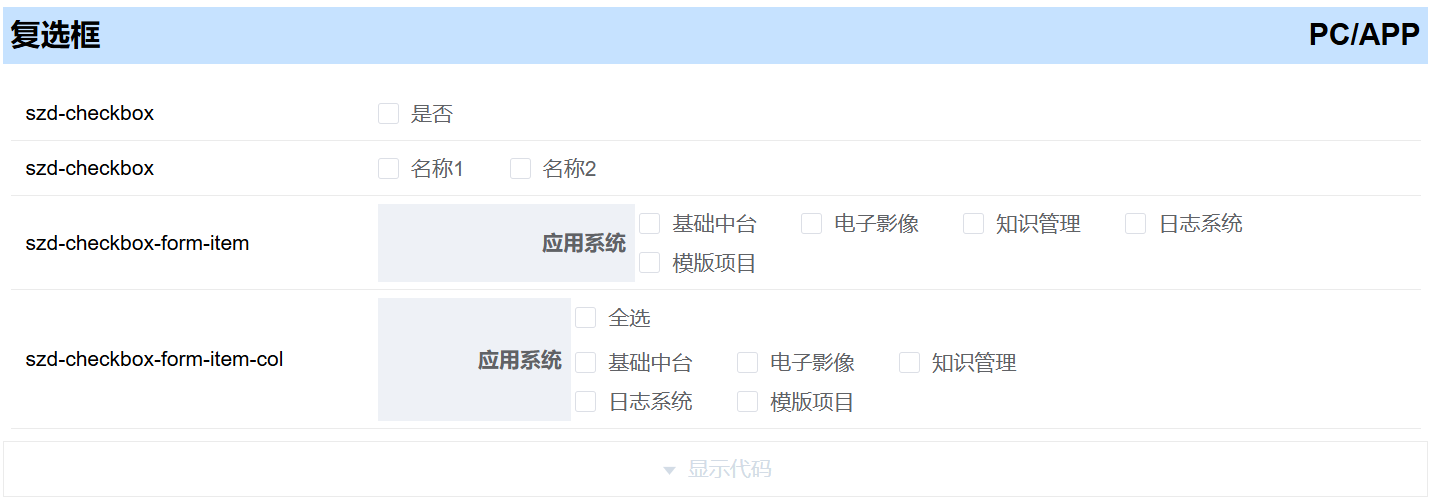 复选框 PC/APP
szd-checkbox 是否
szd-checkbox 名称1 名称2
szd-checkbox-form-item 应用系统 基础中台 电子影像 知识管理 日志系统
模版项目
szd-checkbox-form-item-col 应用系统 全选
基础中台 电子影像 知识管理
日志系统 模版项目
显示代码